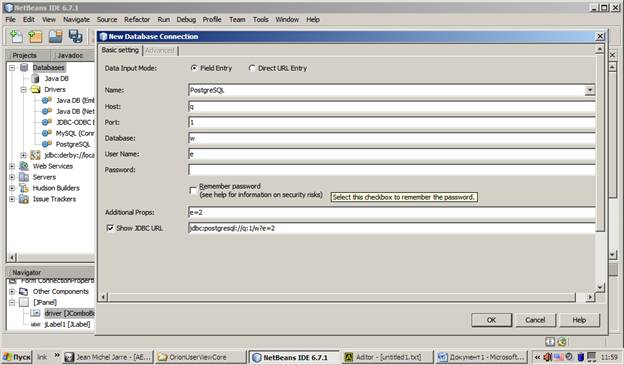 NetBeans IDE 6.7.1
File Edit View Navigate Source Refactor Run Debug Profile Team Tools Window Help
Projects Javadoc
Databases
Java DB
Drivers
Java DB (Emb
Java DB (Net
JDBC-ODBC B
MySQL (Conn
PostgreSQL
jdbc:derby://loca
Web Services
Servers
Hudson Builders
Issue Trackers
Navigator
Form ConnectionProperti
Other Components
[JPanel]
driver [JComboBo
jLabel1 [JLabel]
New Database Connection
Basic setting Advanced
Data Input Mode: Field Entry Direct URL Entry
Name: PostgreSQL
Host: q
Port: 1
Database: w
User Name: e
Password:
Remember password
(see help for information on security risks)
Select this checkbox to remember the password.
Additional Props: e=2
Show JDBC URL jdbc:postgresql://q:1/w?e=2
OK Cancel Help
Пуск Ink » Jean Michel Jarre - [AE... OrionUserViewCore NetBeans IDE 6.7.1 Aditor - [untitled1.txt] Документ1 - Microsoft... « 11:59